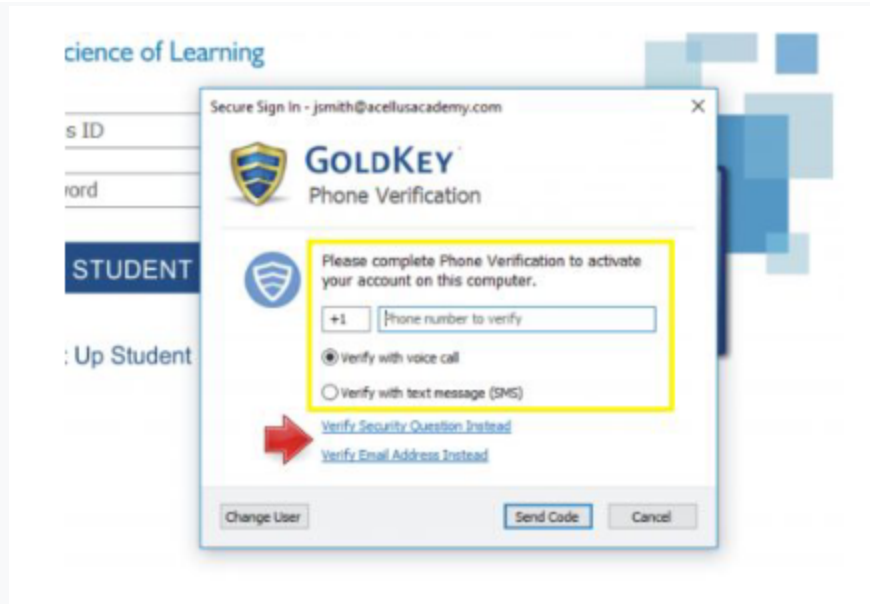 cience of Learning
Secure Sign In - jsmith@acellusacademy.com
s ID
GOLDKEY
Phone Verification
word
Please complete Phone Verification to activate
your account on this computer.
STUDENT
+1 Phone number to verify
Verify with voice call
Up Student
Verify with text message (SMS)
Verify Security Question Instead
Verify Email Address Instead
Change User Send Code Cancel